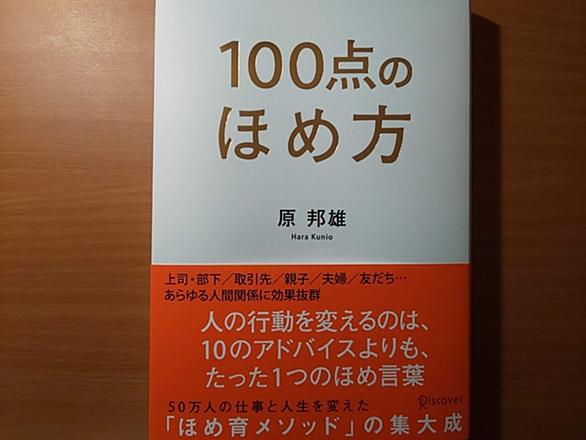 100点の
ほめ方
原 邦雄
Hara Kunio
上司・部下／取引先／親子／夫婦／友だち…
あらゆる人間関係に効果抜群
人の行動を変えるのは、
10のアドバイスよりも、
たった1つのほめ言葉
Discover
50万人の仕事と人生を変えた
「ほめ育メソッド」の集大成